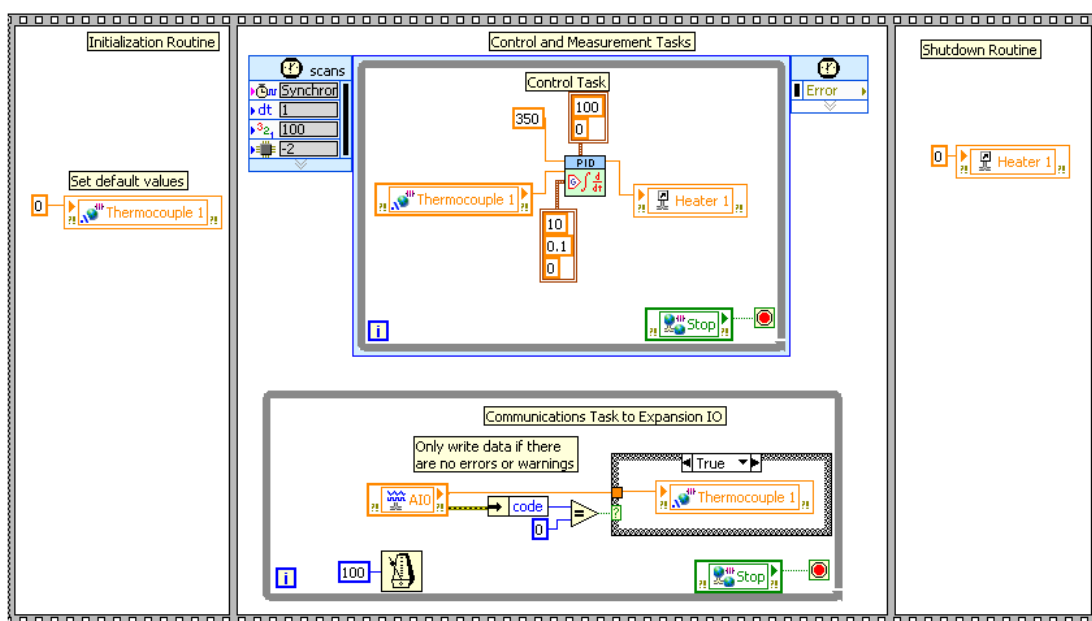 Initialization Routine
Set default values
0
Thermocouple 1
Control and Measurement Tasks
scans
Synchror
dt 1
321 100
-2
Error
Control Task
100
0
350
PID
d
dt
Thermocouple 1
Heater 1
10
0.1
0
Stop
i
Communications Task to Expansion IO
Only write data if there
are no errors or warnings
True
AI0
code
0
=
?
Thermocouple 1
100
i
Stop
Shutdown Routine
0
Heater 1